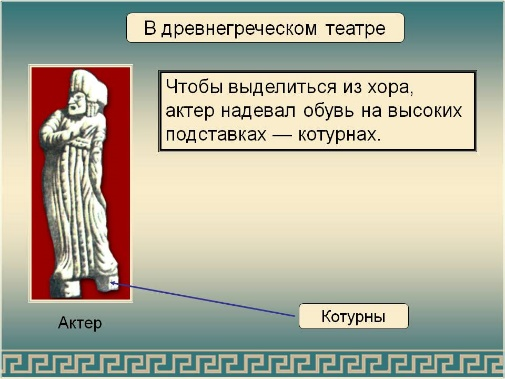 В древнегреческом театре
Чтобы выделиться из хора,
актер надевал обувь на высоких
подставках — котурнах.
Котурны
Актер